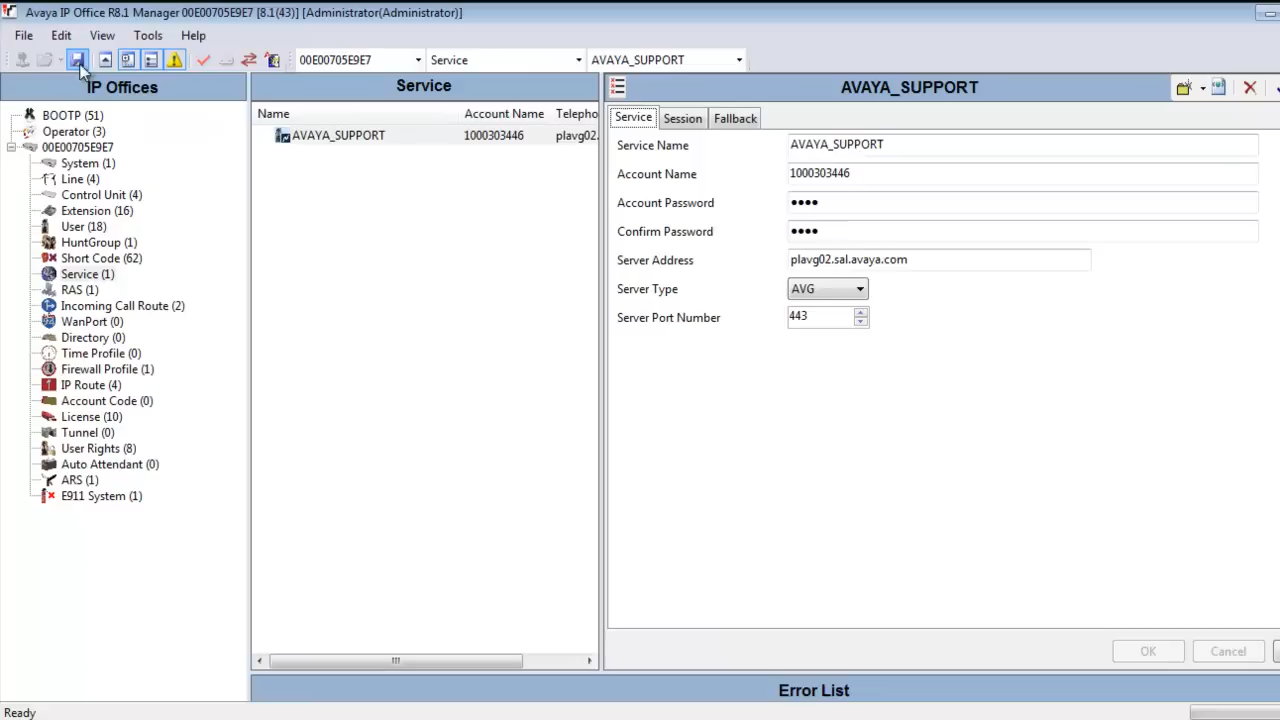 Avaya IP Office R8.1 Manager 00E00705E9E7 [8.1(43)] [Administrator(Administrator)]
File Edit View Tools Help
00E00705E9E7 Service AVAYA_SUPPORT
IP Offices
BOOTP (51)
Operator (3)
00E00705E9E7
System (1)
Line (4)
Control Unit (4)
Extension (16)
User (18)
HuntGroup (1)
Short Code (62)
Service (1)
RAS (1)
Incoming Call Route (2)
WanPort (0)
Directory (0)
Time Profile (0)
Firewall Profile (1)
IP Route (4)
Account Code (0)
License (10)
Tunnel (0)
User Rights (8)
Auto Attendant (0)
ARS (1)
E911 System (1)
Service
Name Account Name Telepho
AVAYA_SUPPORT 1000303446 plavg02.
AVAYA_SUPPORT
Service Session Fallback
Service Name AVAYA_SUPPORT
Account Name 1000303446
Account Password ••••
Confirm Password ••••
Server Address plavg02.sal.avaya.com
Server Type AVG
Server Port Number 443
OK Cancel
Error List
Ready